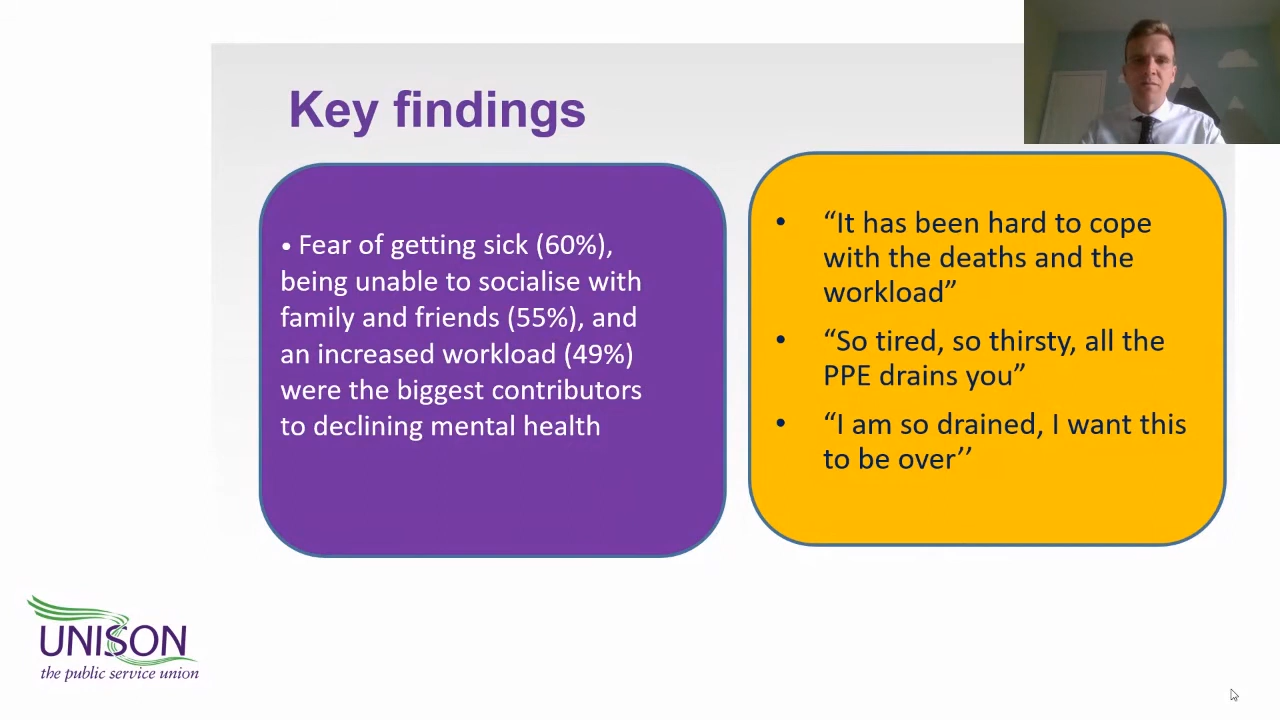 Key findings
• Fear of getting sick (60%),
being unable to socialise with
family and friends (55%), and
an increased workload (49%)
were the biggest contributors
to declining mental health
• “It has been hard to cope
with the deaths and the
workload”
• “So tired, so thirsty, all the
PPE drains you”
• “I am so drained, I want this
to be over’’
UNISON
the public service union